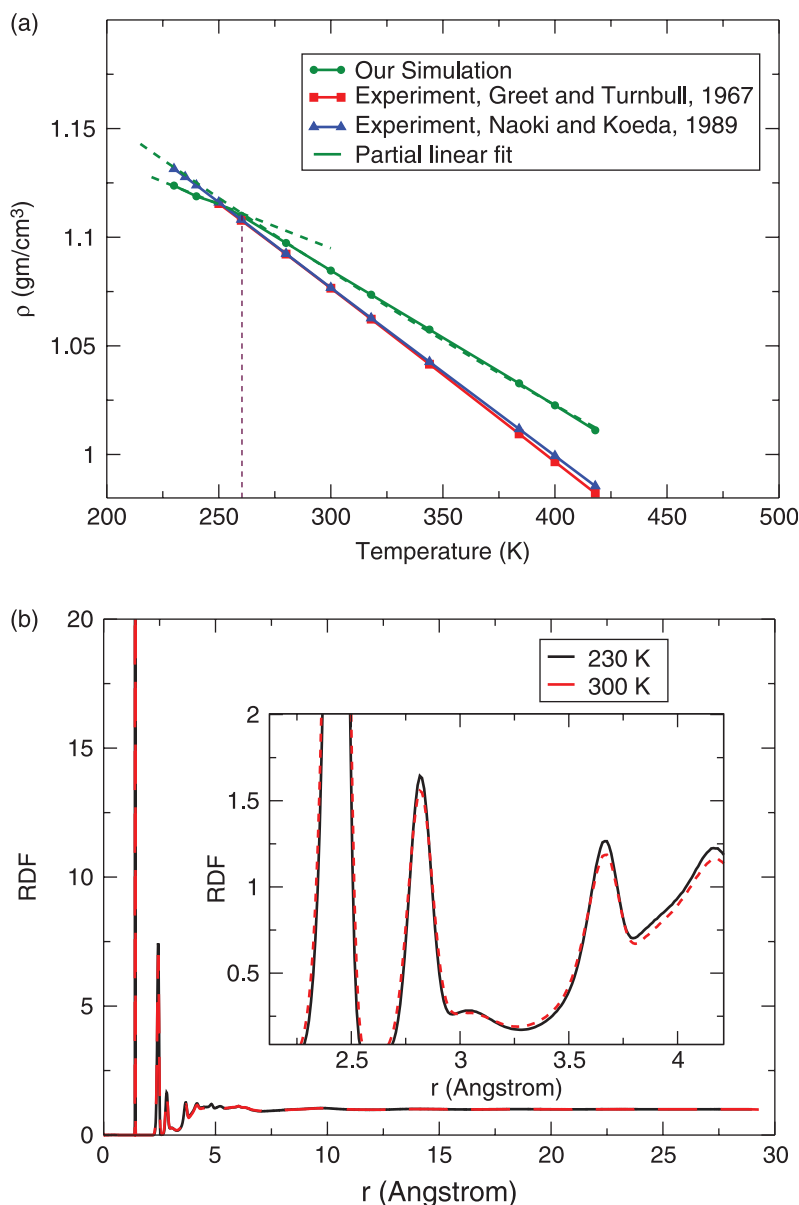 (a)
Our Simulation
Experiment, Greet and Turnbull, 1967
Experiment, Naoki and Koeda, 1989
Partial linear fit
1.15
1.1
1.05
1
ρ (gm/cm³)
200 250 300 350 400 450 500
Temperature (K)
(b)
20
15
10
5
0
RDF
230 K
300 K
2
1.5
1
0.5
RDF
2.5 3 3.5 4
r (Angstrom)
0 5 10 15 20 25 30
r (Angstrom)